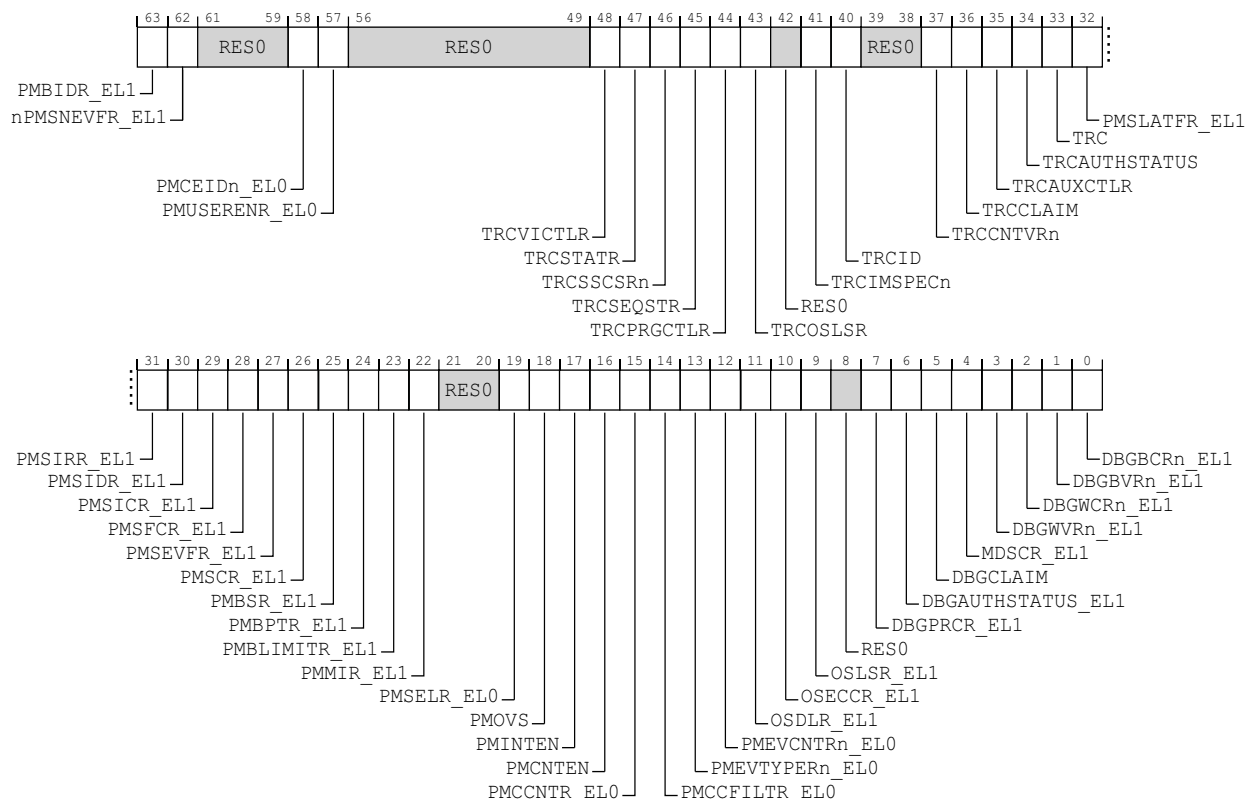 63 62 61 59 58 57 56 49 48 47 46 45 44 43 42 41 40 39 38 37 36 35 34 33 32
RES0 RES0 RES0
PMBIDR_EL1
nPMSNEVFR_EL1
PMSLATFR_EL1
TRC
TRCAUTHSTATUS
PMCEIDn_EL0 TRCAUXCTLR
PMUSERENR_EL0 TRCCLAIM
TRCVICTLR TRCCNTVRn
TRCSTATR TRCID
TRCSSCSRn TRCIMSPECn
TRCSEQSTR RES0
TRCPRGCTLR TRCOSLSR
31 30 29 28 27 26 25 24 23 22 21 20 19 18 17 16 15 14 13 12 11 10 9 8 7 6 5 4 3 2 1 0
RES0
PMSIRR_EL1 DBGBCRn_EL1
PMSIDR_EL1 DBGBVRn_EL1
PMSICR_EL1 DBGWCRn_EL1
PMSFCR_EL1 DBGWVRn_EL1
PMSEVFR_EL1 MDSCR_EL1
PMSCR_EL1 DBGCLAIM
PMBSR_EL1 DBGAUTHSTATUS_EL1
PMBPTR_EL1 DBGPRCR_EL1
PMBLIMITR_EL1 RES0
PMMIR_EL1 OSLSR_EL1
PMSELR_EL0 OSECCR_EL1
PMOVS OSDLR_EL1
PMINTEN PMEVCNTRn_EL0
PMCNTEN PMEVTYPERn_EL0
PMCCNTR_EL0 PMCCFILTR_EL0